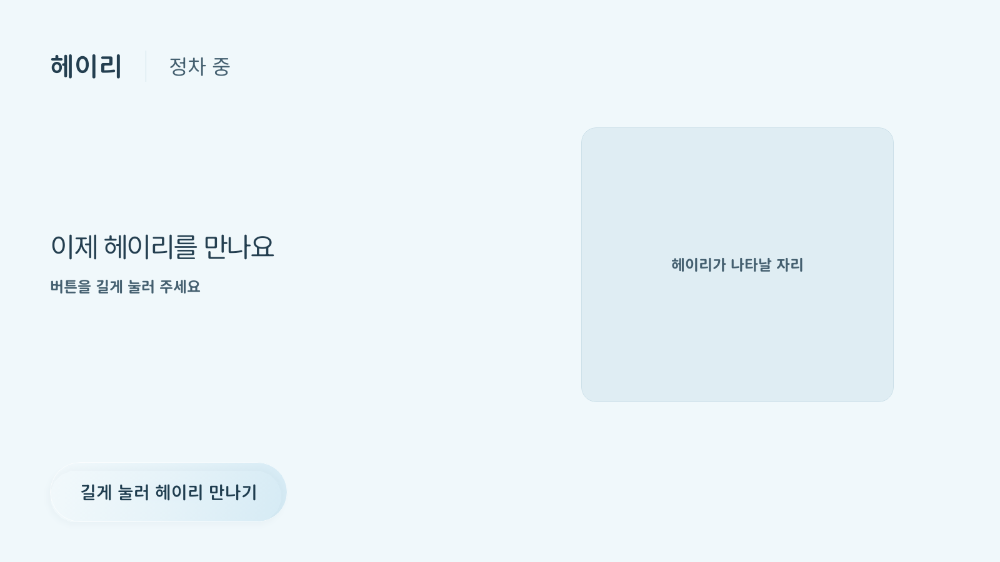 헤이리
정차 중
이제 헤이리를 만나요
버튼을 길게 눌러 주세요
헤이리가 나타날 자리
길게 눌러 헤이리 만나기